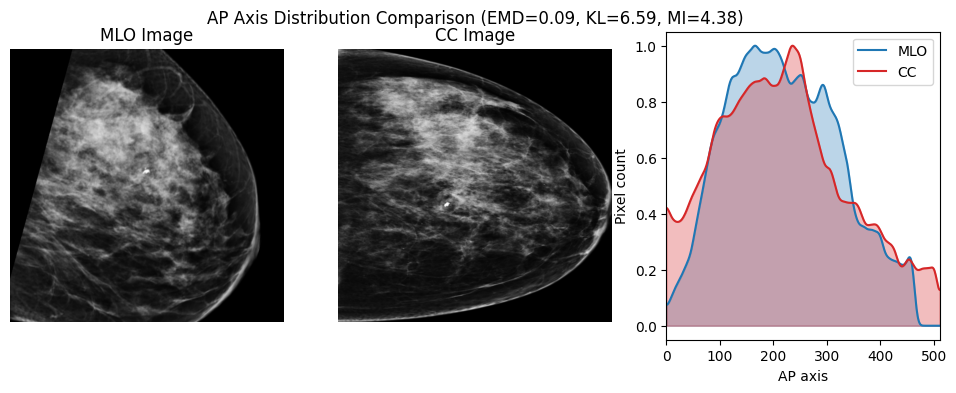 AP Axis Distribution Comparison (EMD=0.09, KL=6.59, MI=4.38)
MLO Image
CC Image
MLO
CC
Pixel count
1.0
0.8
0.6
0.4
0.2
0.0
0 100 200 300 400 500
AP axis